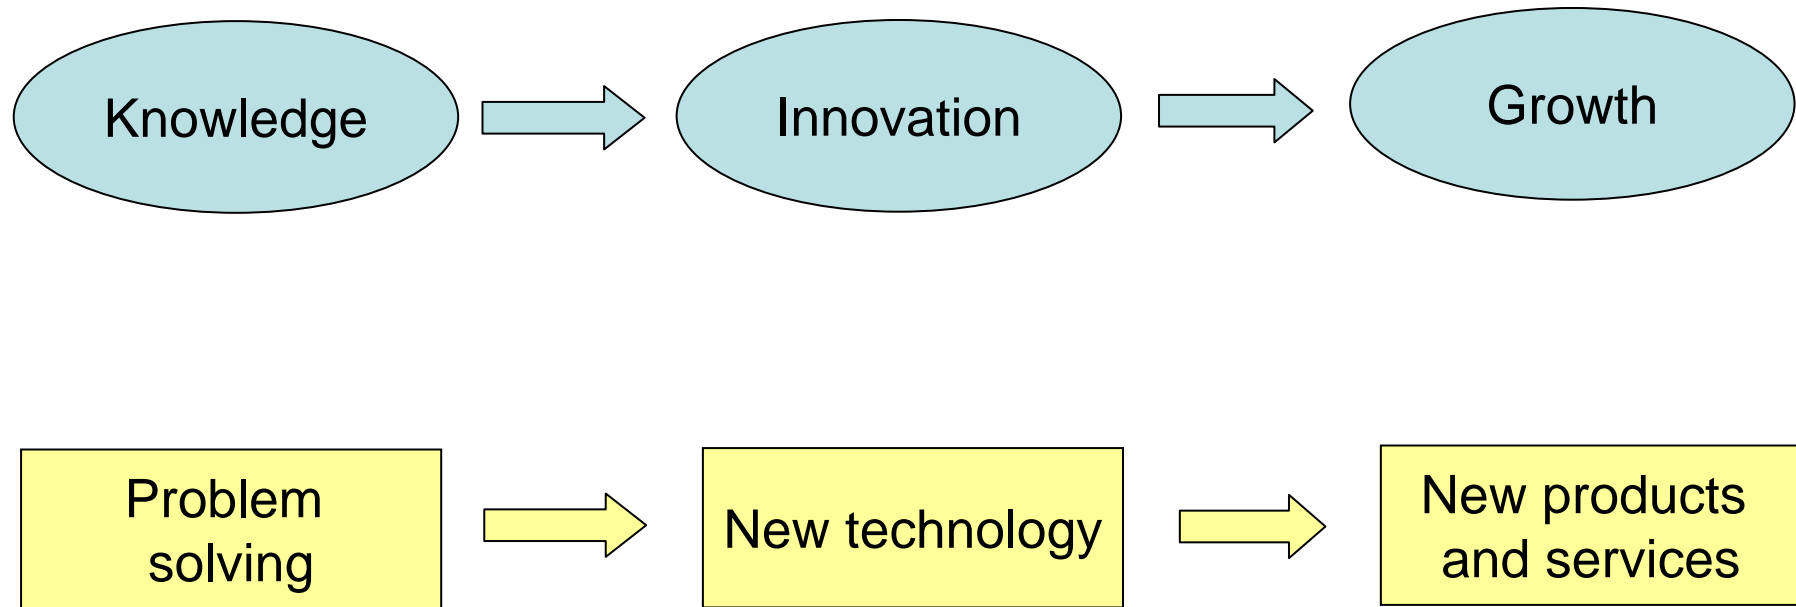 Knowledge
Innovation
Growth
Problem
solving
New technology
New products
and services